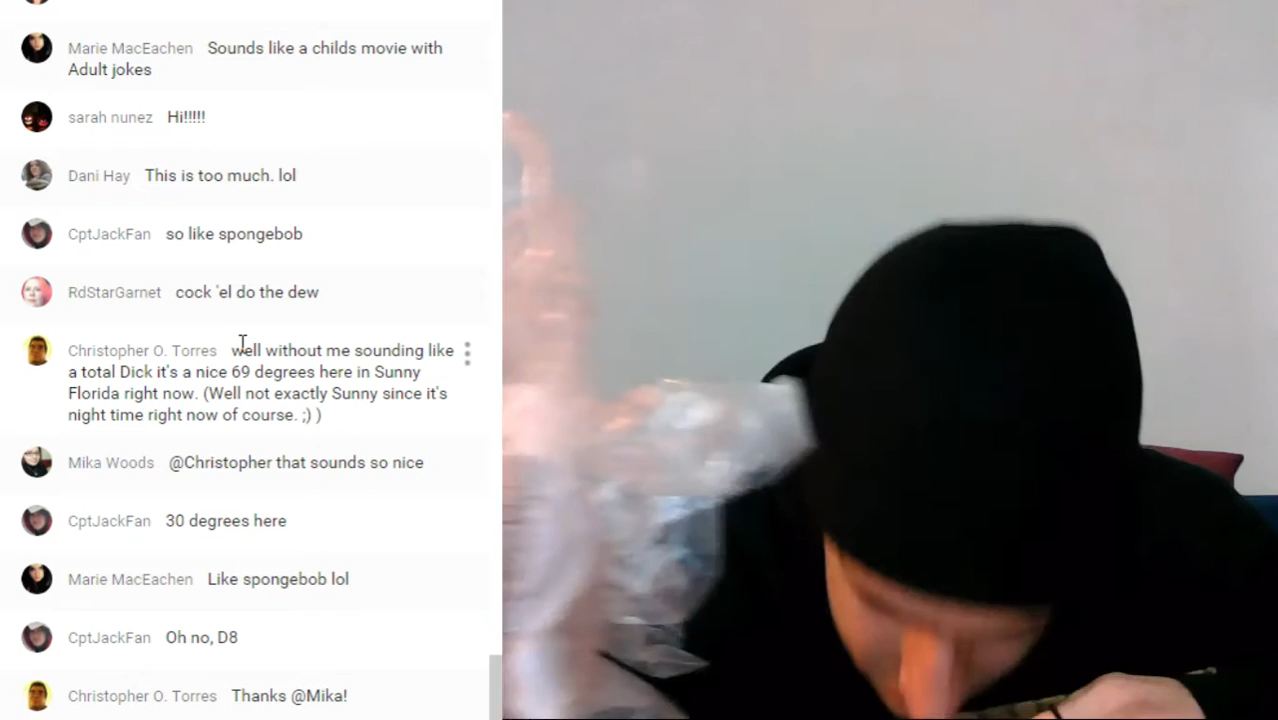 Marie MacEachen Sounds like a childs movie with
Adult jokes
sarah nunez Hi!!!!!
Dani Hay This is too much. lol
CptJackFan so like spongebob
RdStarGarnet cock 'el do the dew
Christopher O. Torres well without me sounding like
a total Dick it's a nice 69 degrees here in Sunny
Florida right now. (Well not exactly Sunny since it's
night time right now of course. ;) )
Mika Woods @Christopher that sounds so nice
CptJackFan 30 degrees here
Marie MacEachen Like spongebob lol
CptJackFan Oh no, D8
Christopher O. Torres Thanks @Mika!